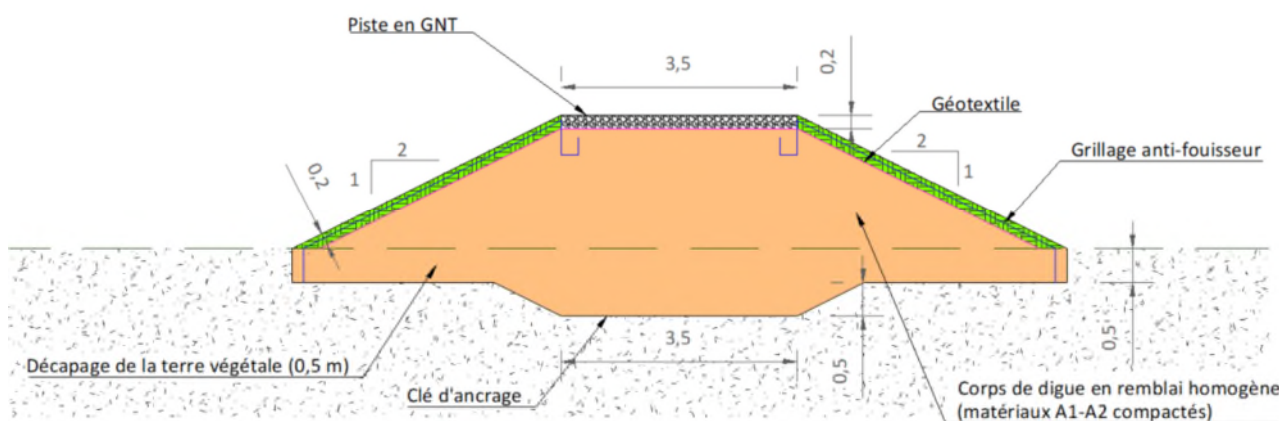 Piste en GNT
3,5
0,2
Géotextile
2
1
2
1
Grillage anti-fouisseur
0,2
0,5
3,5
0,5
Décapage de la terre végétale (0,5 m)
Clé d'ancrage
Corps de digue en remblai homogène
(matériaux A1-A2 compactés)